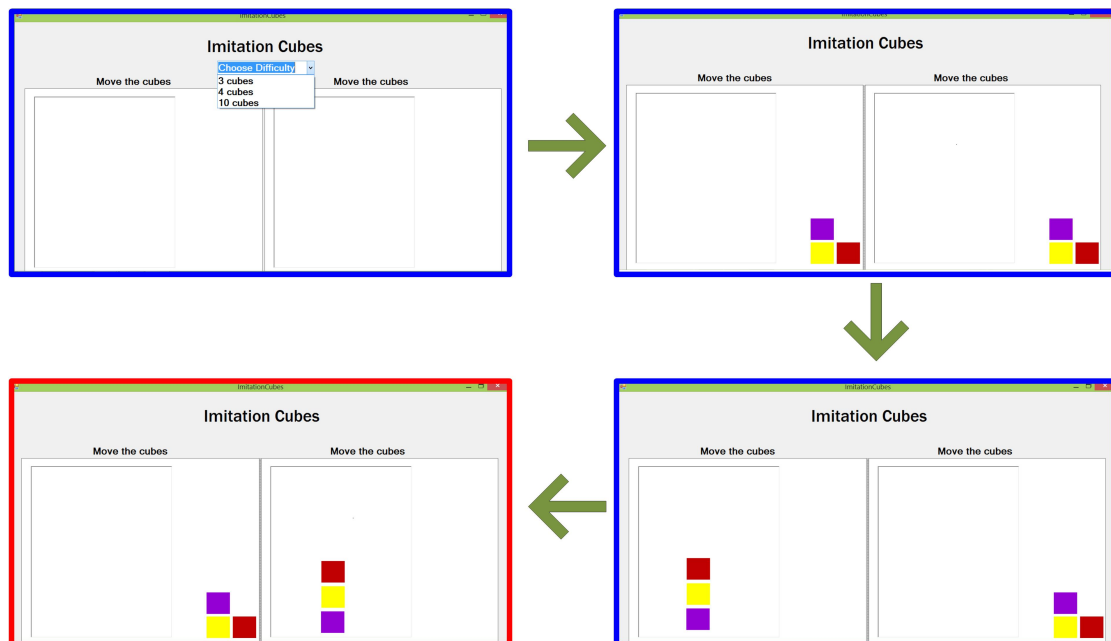 ImitationCubes
Imitation Cubes
Choose Difficulty
Move the cubes
Move the cubes
3 cubes
4 cubes
10 cubes
ImitationCubes
Imitation Cubes
Move the cubes
Move the cubes
ImitationCubes
Imitation Cubes
Move the cubes
Move the cubes
ImitationCubes
Imitation Cubes
Move the cubes
Move the cubes